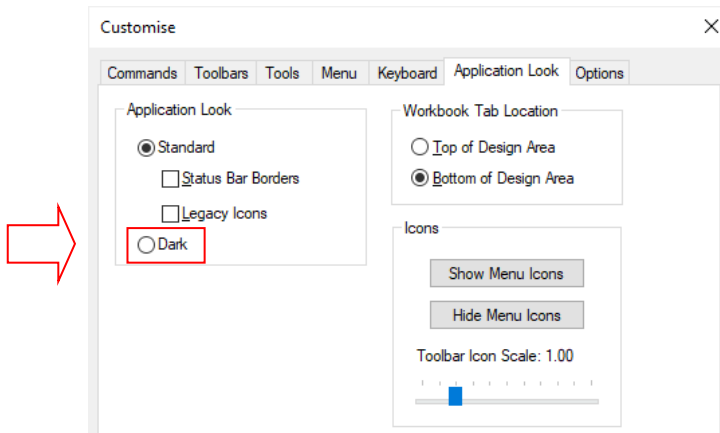 Customise
Commands Toolbars Tools Menu Keyboard Application Look Options
Application Look
Standard
Status Bar Borders
Legacy Icons
Dark
Workbook Tab Location
Top of Design Area
Bottom of Design Area
Icons
Show Menu Icons
Hide Menu Icons
Toolbar Icon Scale: 1.00